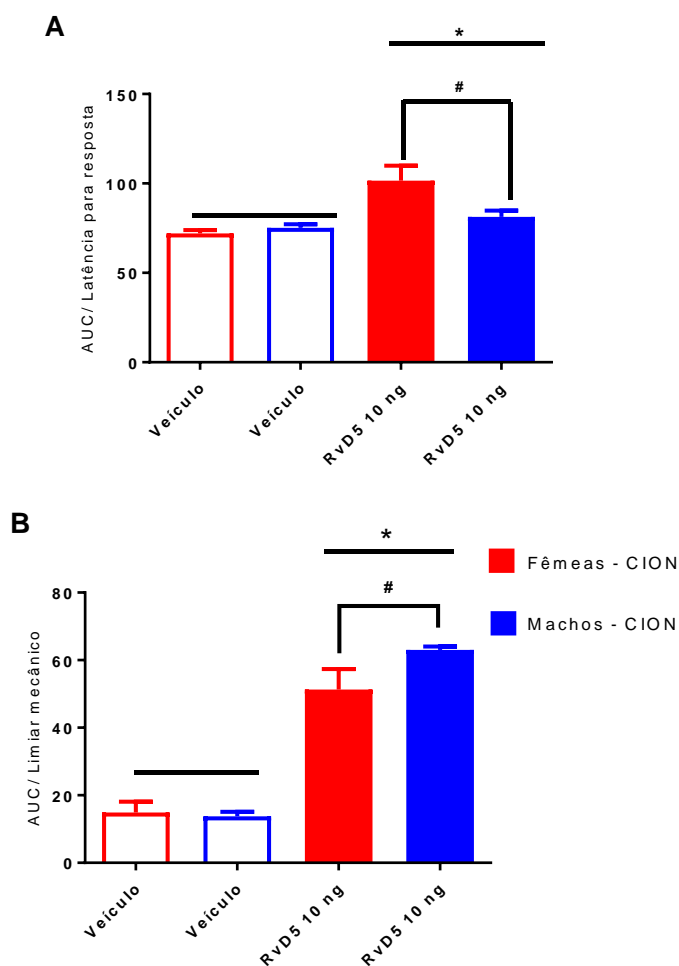 A
*
#
AUC/ Latência para resposta
150
100
50
0
Veículo
Veículo
RvD5 10 ng
RvD5 10 ng
B
*
#
Fêmeas - CION
Machos - CION
AUC/ Limiar mecânico
80
60
40
20
0
Veículo
Veículo
RvD5 10 ng
RvD5 10 ng